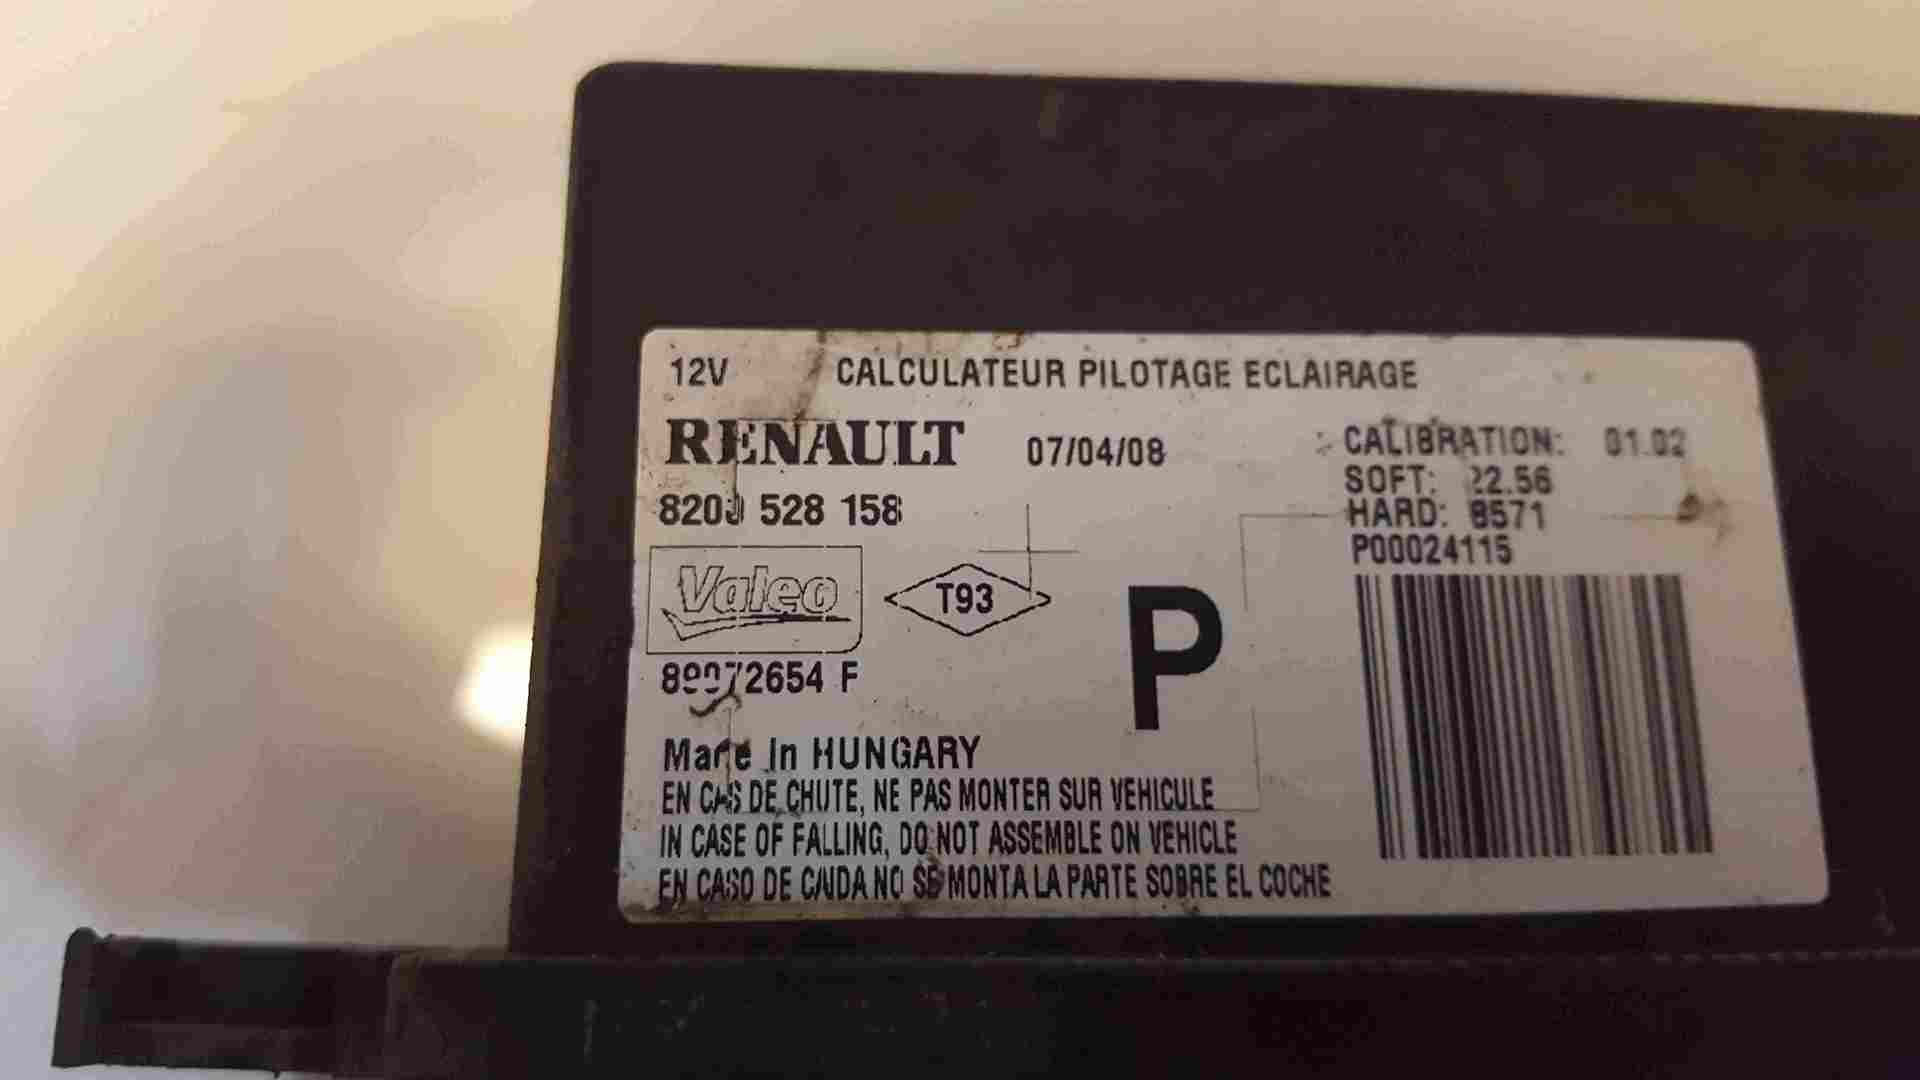 12V CALCULATEUR PILOTAGE ECLAIRAGE
RENAULT 07/04/08
CALIBRATION: 01.02
SOFT: 22.56
HARD: 8571
P00024115
8200 528 158
Valeo
T93
P
89072654 F
Made In HUNGARY
EN CAS DE CHUTE, NE PAS MONTER SUR VEHICULE
IN CASE OF FALLING, DO NOT ASSEMBLE ON VEHICLE
EN CASO DE CAIDA NO SE MONTA LA PARTE SOBRE EL COCHE